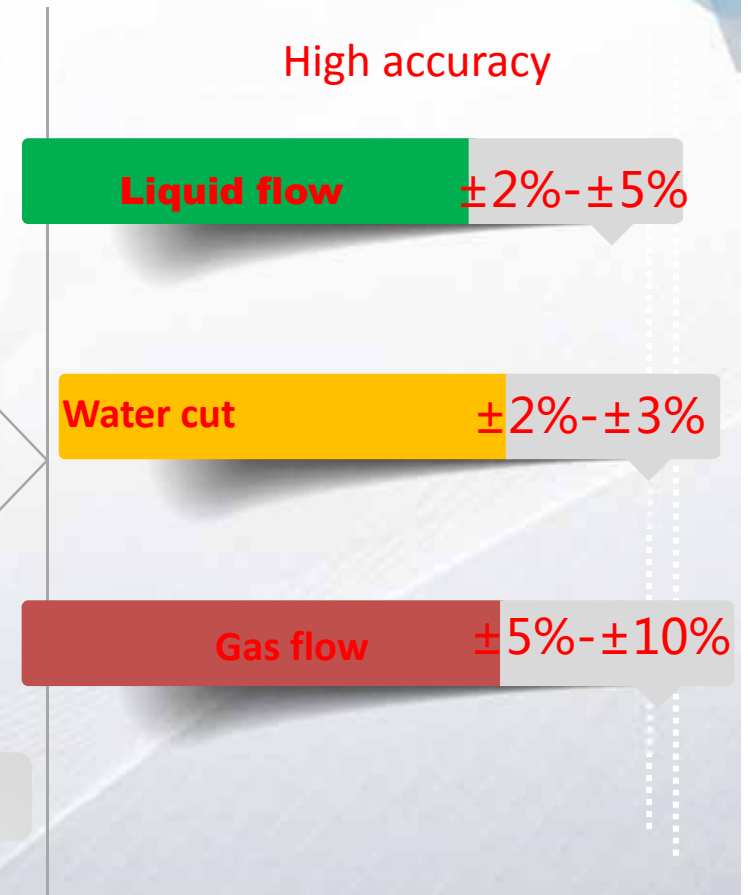 High accuracy
Liquid flow ±2%-±5%
Water cut ±2%-±3%
Gas flow ±5%-±10%